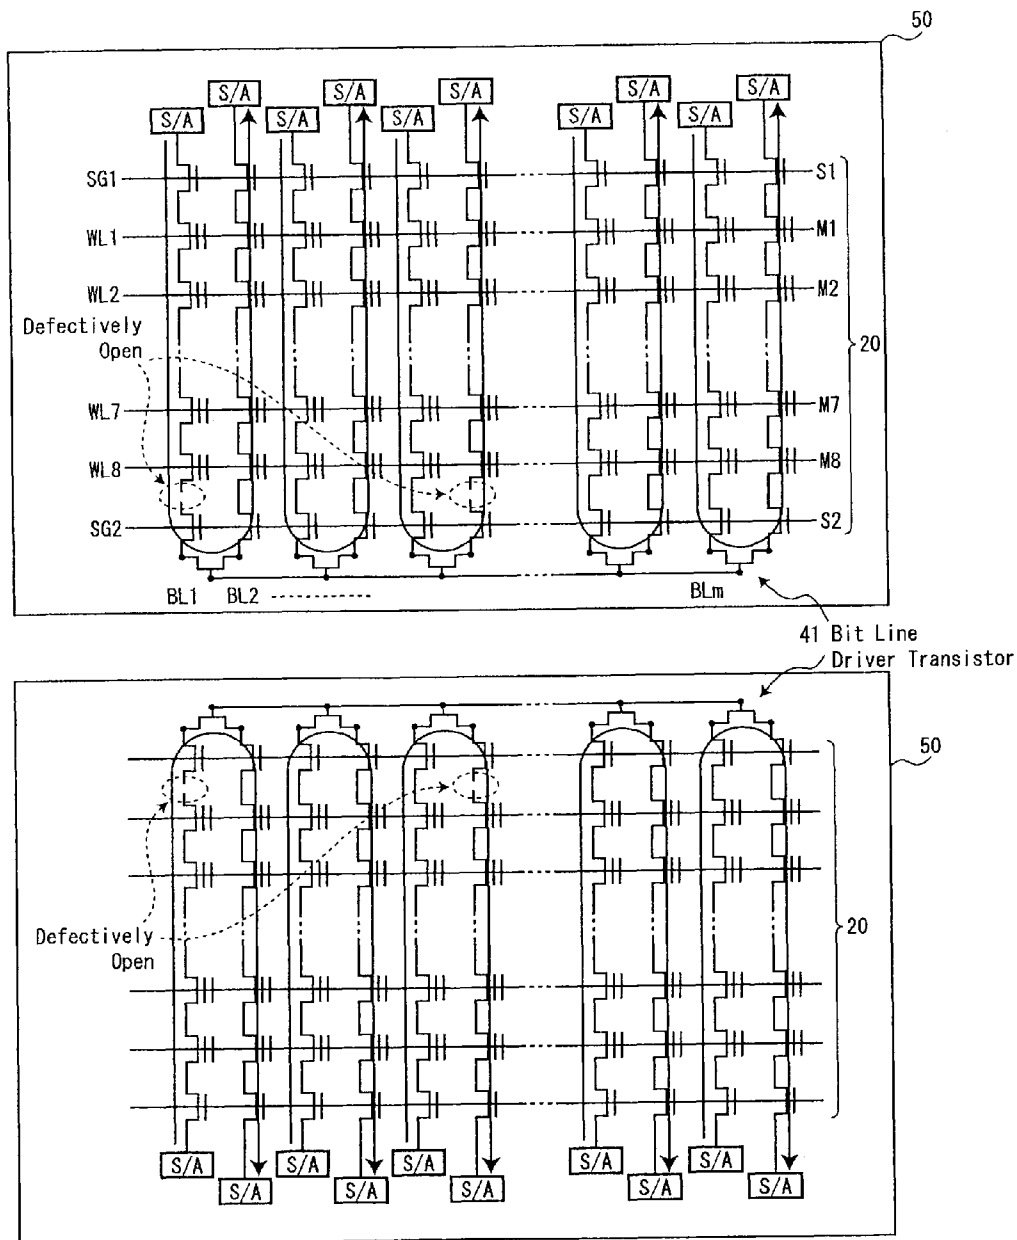 50
S/A S/A S/A S/A S/A
S/A S/A S/A S/A S/A
SG1 S1
WL1 M1
WL2 M2
Defectively
Open
20
WL7 M7
WL8 M8
SG2 S2
BL1 BL2 BLm
41 Bit Line
Driver Transistor
50
20
Defectively
Open
S/A S/A S/A S/A S/A
S/A S/A S/A S/A S/A